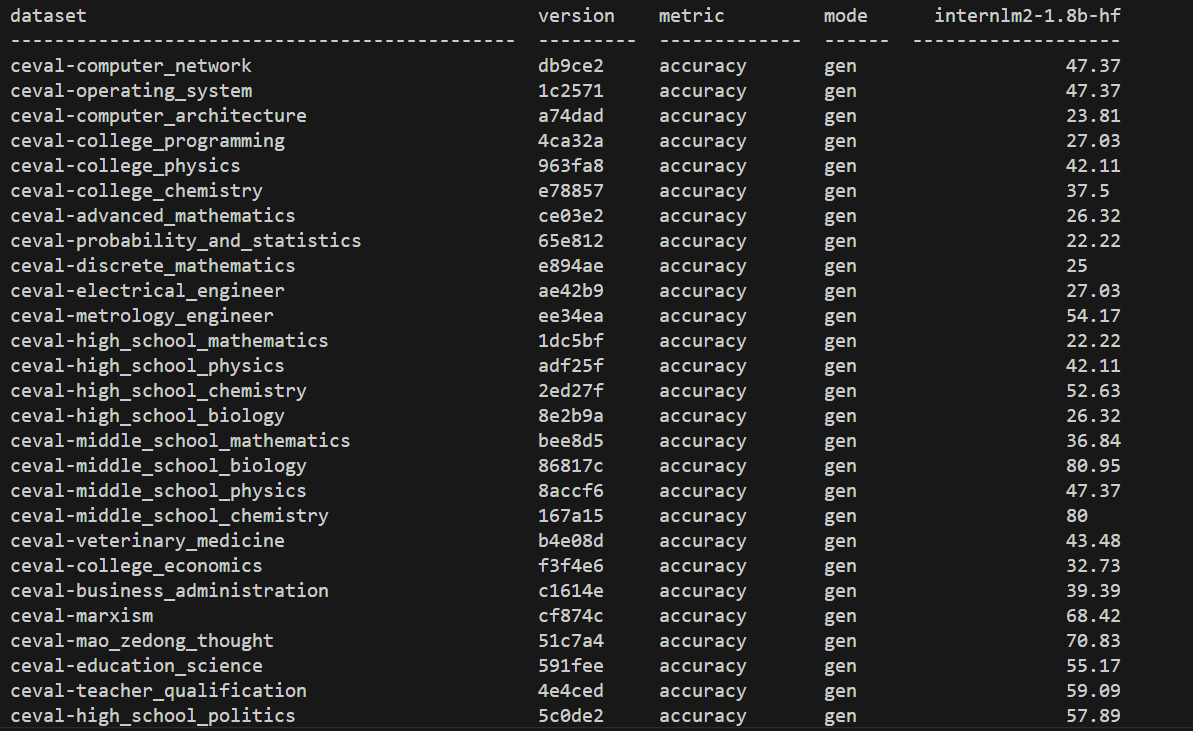 dataset version metric mode internlm2-1.8b-hf
---------------------------------------------- --------- ------------- ------ -------------------
ceval-computer_network db9ce2 accuracy gen 47.37
ceval-operating_system 1c2571 accuracy gen 47.37
ceval-computer_architecture a74dad accuracy gen 23.81
ceval-college_programming 4ca32a accuracy gen 27.03
ceval-college_physics 963fa8 accuracy gen 42.11
ceval-college_chemistry e78857 accuracy gen 37.5
ceval-advanced_mathematics ce03e2 accuracy gen 26.32
ceval-probability_and_statistics 65e812 accuracy gen 22.22
ceval-discrete_mathematics e894ae accuracy gen 25
ceval-electrical_engineer ae42b9 accuracy gen 27.03
ceval-metrology_engineer ee34ea accuracy gen 54.17
ceval-high_school_mathematics 1dc5bf accuracy gen 22.22
ceval-high_school_physics adf25f accuracy gen 42.11
ceval-high_school_chemistry 2ed27f accuracy gen 52.63
ceval-high_school_biology 8e2b9a accuracy gen 26.32
ceval-middle_school_mathematics bee8d5 accuracy gen 36.84
ceval-middle_school_biology 86817c accuracy gen 80.95
ceval-middle_school_physics 8accf6 accuracy gen 47.37
ceval-middle_school_chemistry 167a15 accuracy gen 80
ceval-veterinary_medicine b4e08d accuracy gen 43.48
ceval-college_economics f3f4e6 accuracy gen 32.73
ceval-business_administration c1614e accuracy gen 39.39
ceval-marxism cf874c accuracy gen 68.42
ceval-mao_zedong_thought 51c7a4 accuracy gen 70.83
ceval-education_science 591fee accuracy gen 55.17
ceval-teacher_qualification 4e4ced accuracy gen 59.09
ceval-high_school_politics 5c0de2 accuracy gen 57.89